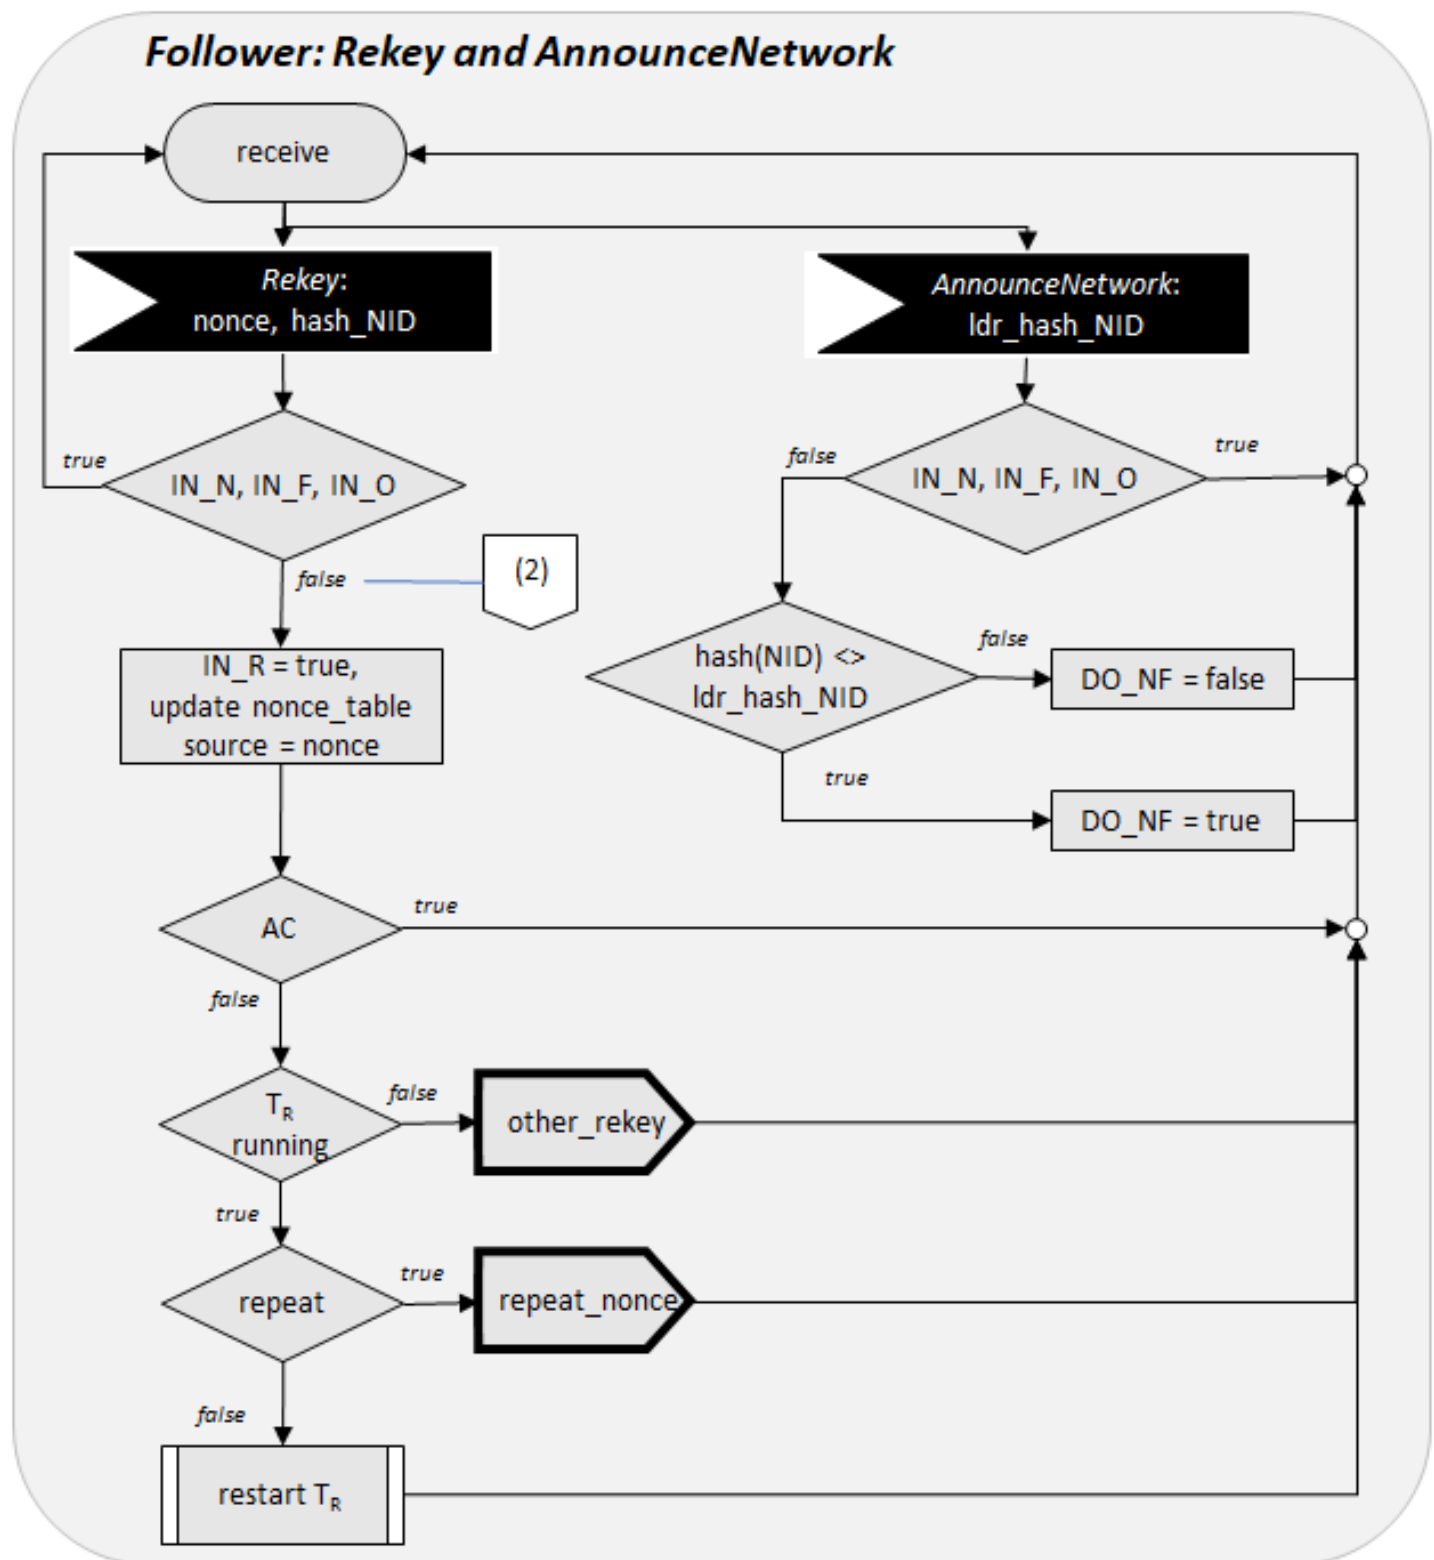 Follower: Rekey and AnnounceNetwork
receive
Rekey:
nonce, hash_NID
AnnounceNetwork:
ldr_hash_NID
true
IN_N, IN_F, IN_O
false
IN_N, IN_F, IN_O
true
false
(2)
IN_R = true,
update nonce_table
source = nonce
hash(NID) <>
ldr_hash_NID
false
DO_NF = false
true
DO_NF = true
AC
true
false
TR
running
false
other_rekey
true
repeat
true
repeat_nonce
false
restart TR